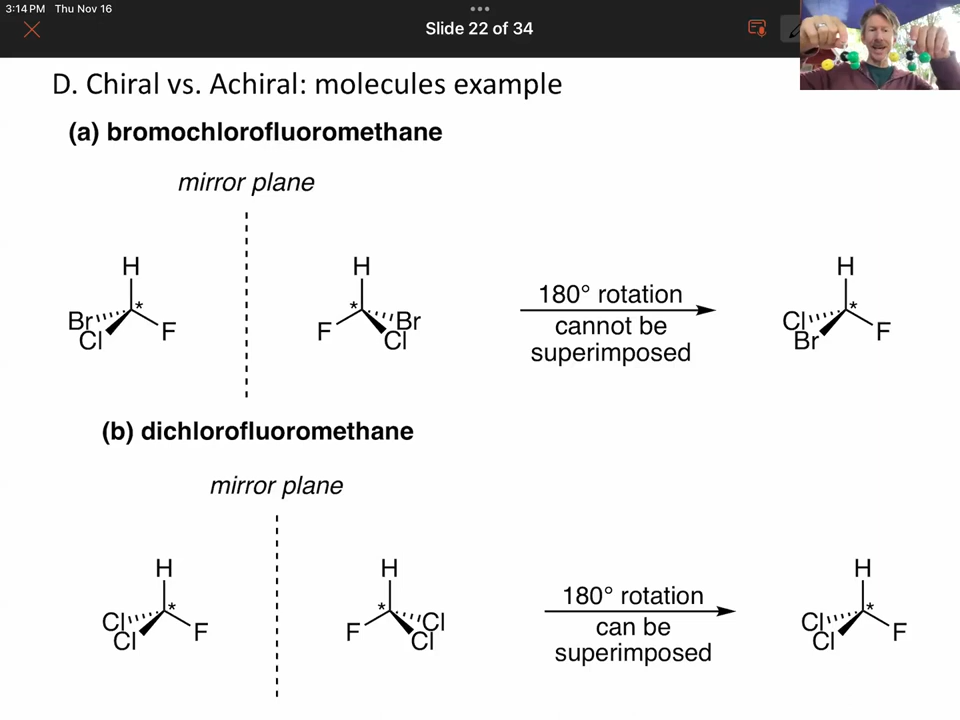 3:14 PM Thu Nov 16
Slide 22 of 34
D. Chiral vs. Achiral: molecules example
(a) bromochlorofluoromethane
mirror plane
H
Br
*
Cl
F
H
*
F
Br
Cl
180° rotation
cannot be
superimposed
H
*
Cl
Br
F
(b) dichlorofluoromethane
mirror plane
H
*
Cl
Cl
F
H
*
F
Cl
Cl
180° rotation
can be
superimposed
H
*
Cl
Cl
F